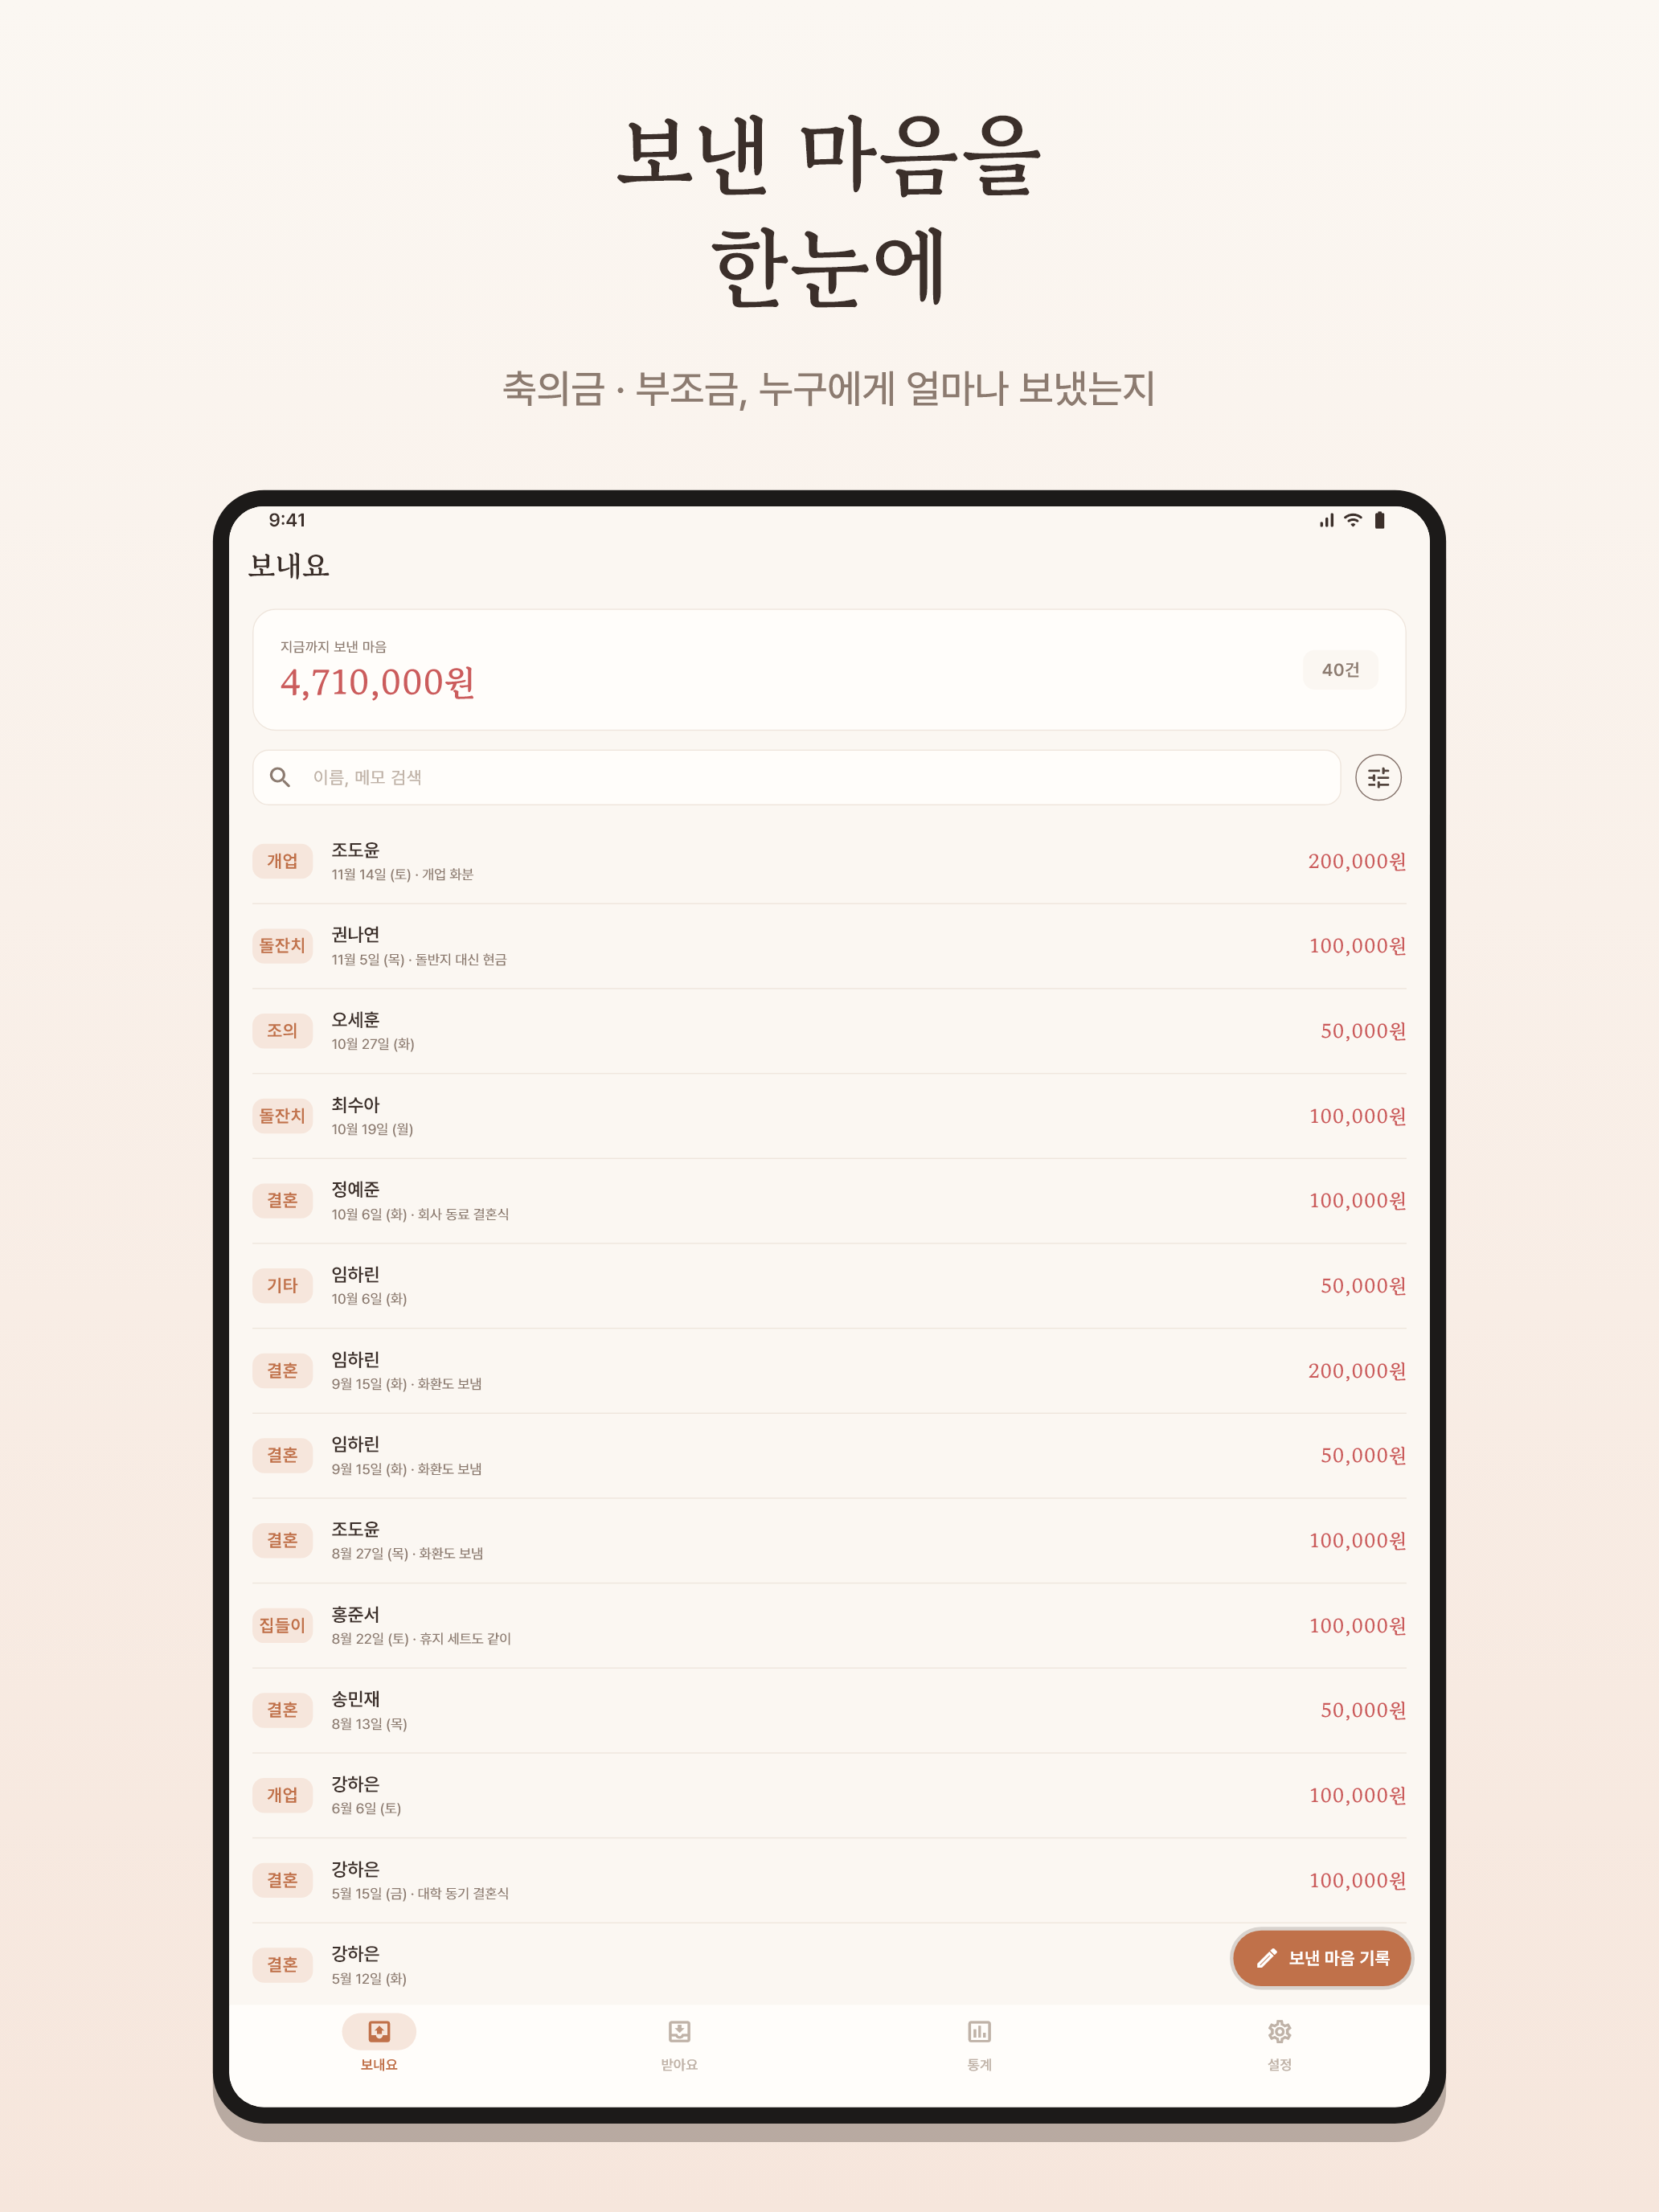 보낸 마음을
한눈에
축의금 · 부조금, 누구에게 얼마나 보냈는지
9:41
보내요
지금까지 보낸 마음
4,710,000원
40건
이름, 메모 검색
개업
조도윤
11월 14일 (토) · 개업 화분
200,000원
돌잔치
권나연
11월 5일 (목) · 돌반지 대신 현금
100,000원
조의
오세훈
10월 27일 (화)
50,000원
돌잔치
최수아
10월 19일 (월)
100,000원
결혼
정예준
10월 6일 (화) · 회사 동료 결혼식
100,000원
기타
임하린
10월 6일 (화)
50,000원
결혼
임하린
9월 15일 (화) · 화환도 보냄
200,000원
결혼
임하린
9월 15일 (화) · 화환도 보냄
50,000원
결혼
조도윤
8월 27일 (목) · 화환도 보냄
100,000원
집들이
홍준서
8월 22일 (토) · 휴지 세트도 같이
100,000원
결혼
송민재
8월 13일 (목)
50,000원
개업
강하은
6월 6일 (토)
100,000원
결혼
강하은
5월 15일 (금) · 대학 동기 결혼식
100,000원
결혼
강하은
5월 12일 (화)
보낸 마음 기록
보내요
받아요
통계
설정